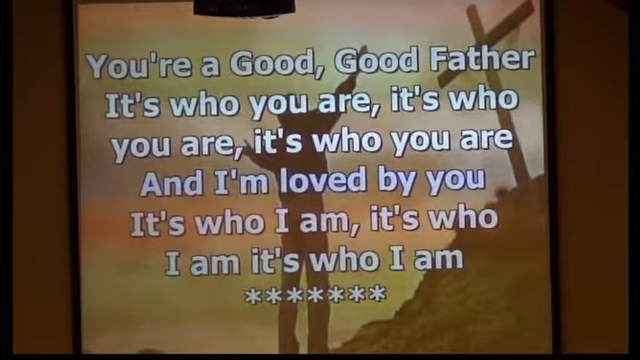 You're a Good, Good Father
It's who you are, it's who
you are, it's who you are
And I'm loved by you
It's who I am, it's who
I am it's who I am
*******